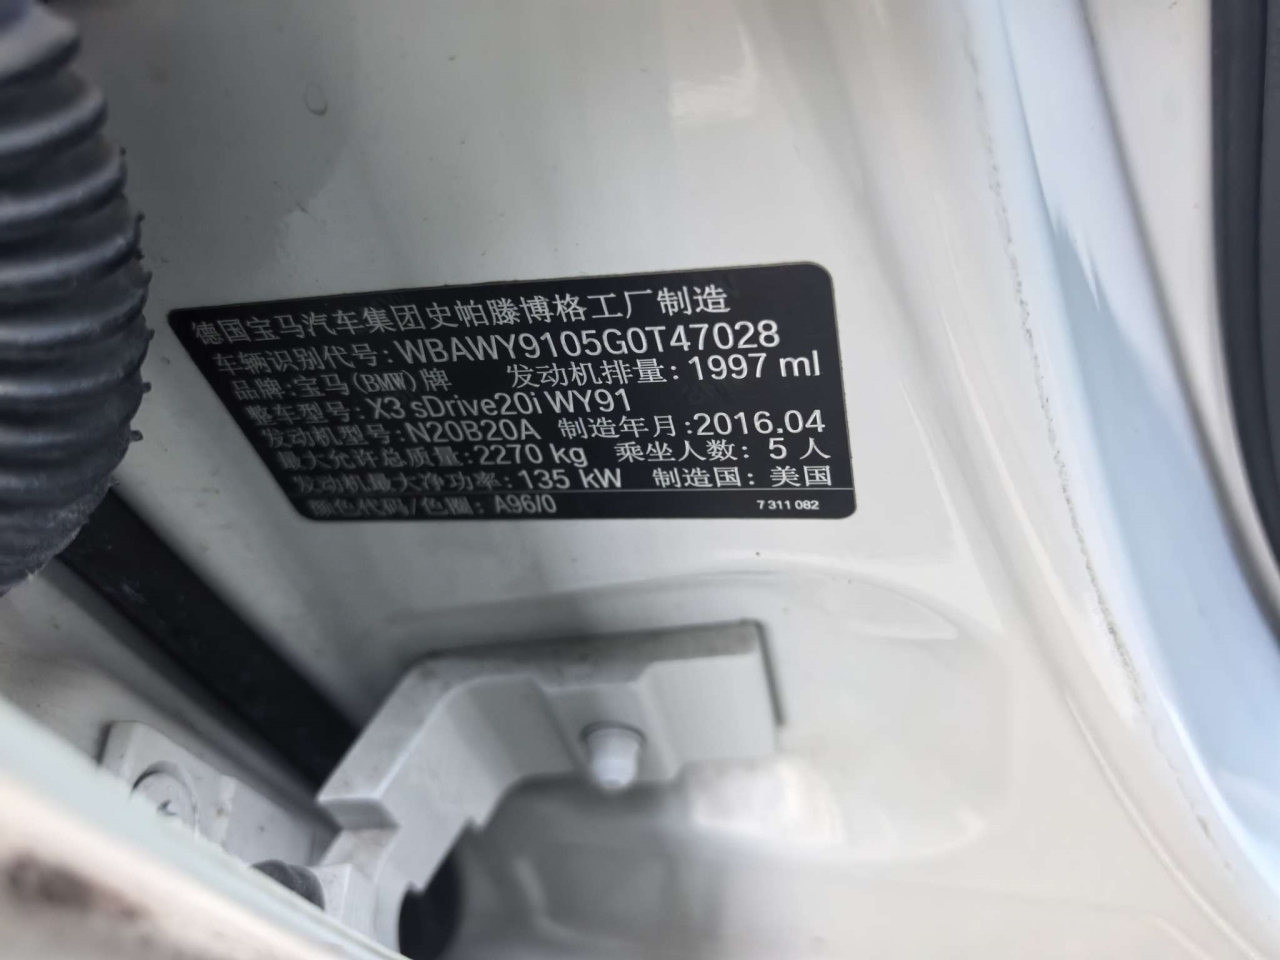 德国宝马汽车集团史帕滕博格工厂制造
车辆识别代号: WBAWY9105G0T47028
品牌: 宝马(BMW)牌 发动机排量: 1997 ml
整车型号: X3 sDrive20i WY91
发动机型号: N20B20A 制造年月: 2016.04
最大允许总质量: 2270 kg 乘坐人数: 5 人
发动机最大净功率: 135 kW 制造国: 美国
颜色代码/色圈: A96/0 7 311 082